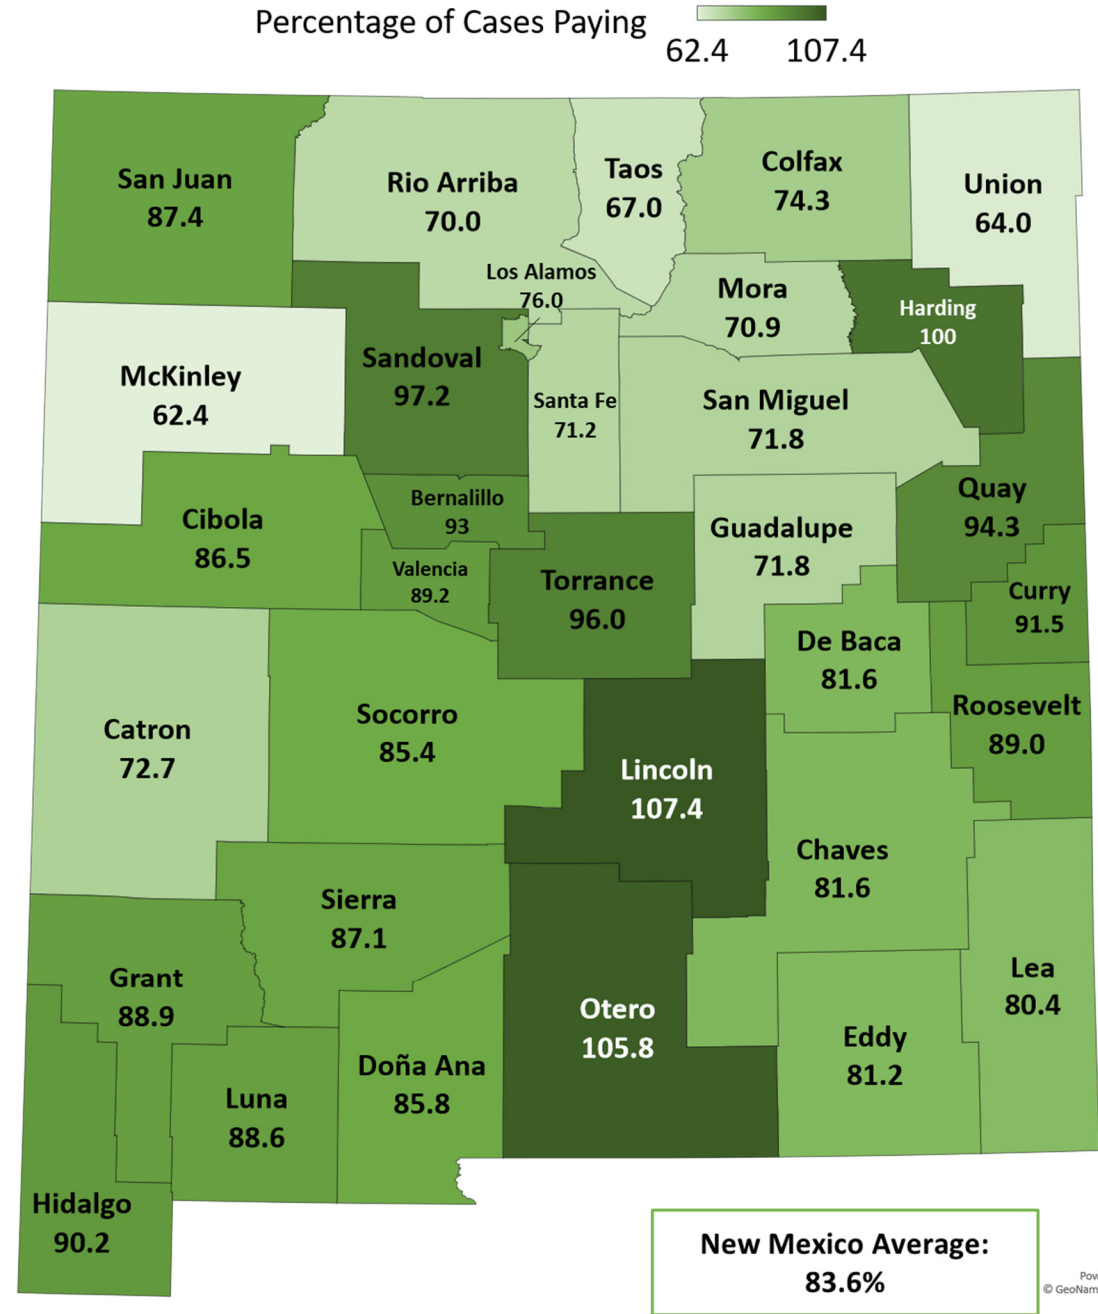 Percentage of Cases Paying
62.4 107.4
San Juan
87.4
Rio Arriba
70.0
Taos
67.0
Colfax
74.3
Union
64.0
Los Alamos
76.0
Mora
70.9
Harding
100
McKinley
62.4
Sandoval
97.2
Santa Fe
71.2
San Miguel
71.8
Quay
94.3
Bernalillo
93
Cibola
86.5
Guadalupe
71.8
Valencia
89.2
Torrance
96.0
Curry
91.5
De Baca
81.6
Roosevelt
89.0
Catron
72.7
Socorro
85.4
Lincoln
107.4
Chaves
81.6
Sierra
87.1
Grant
88.9
Lea
80.4
Otero
105.8
Eddy
81.2
Doña Ana
85.8
Luna
88.6
Hidalgo
90.2
New Mexico Average:
83.6%